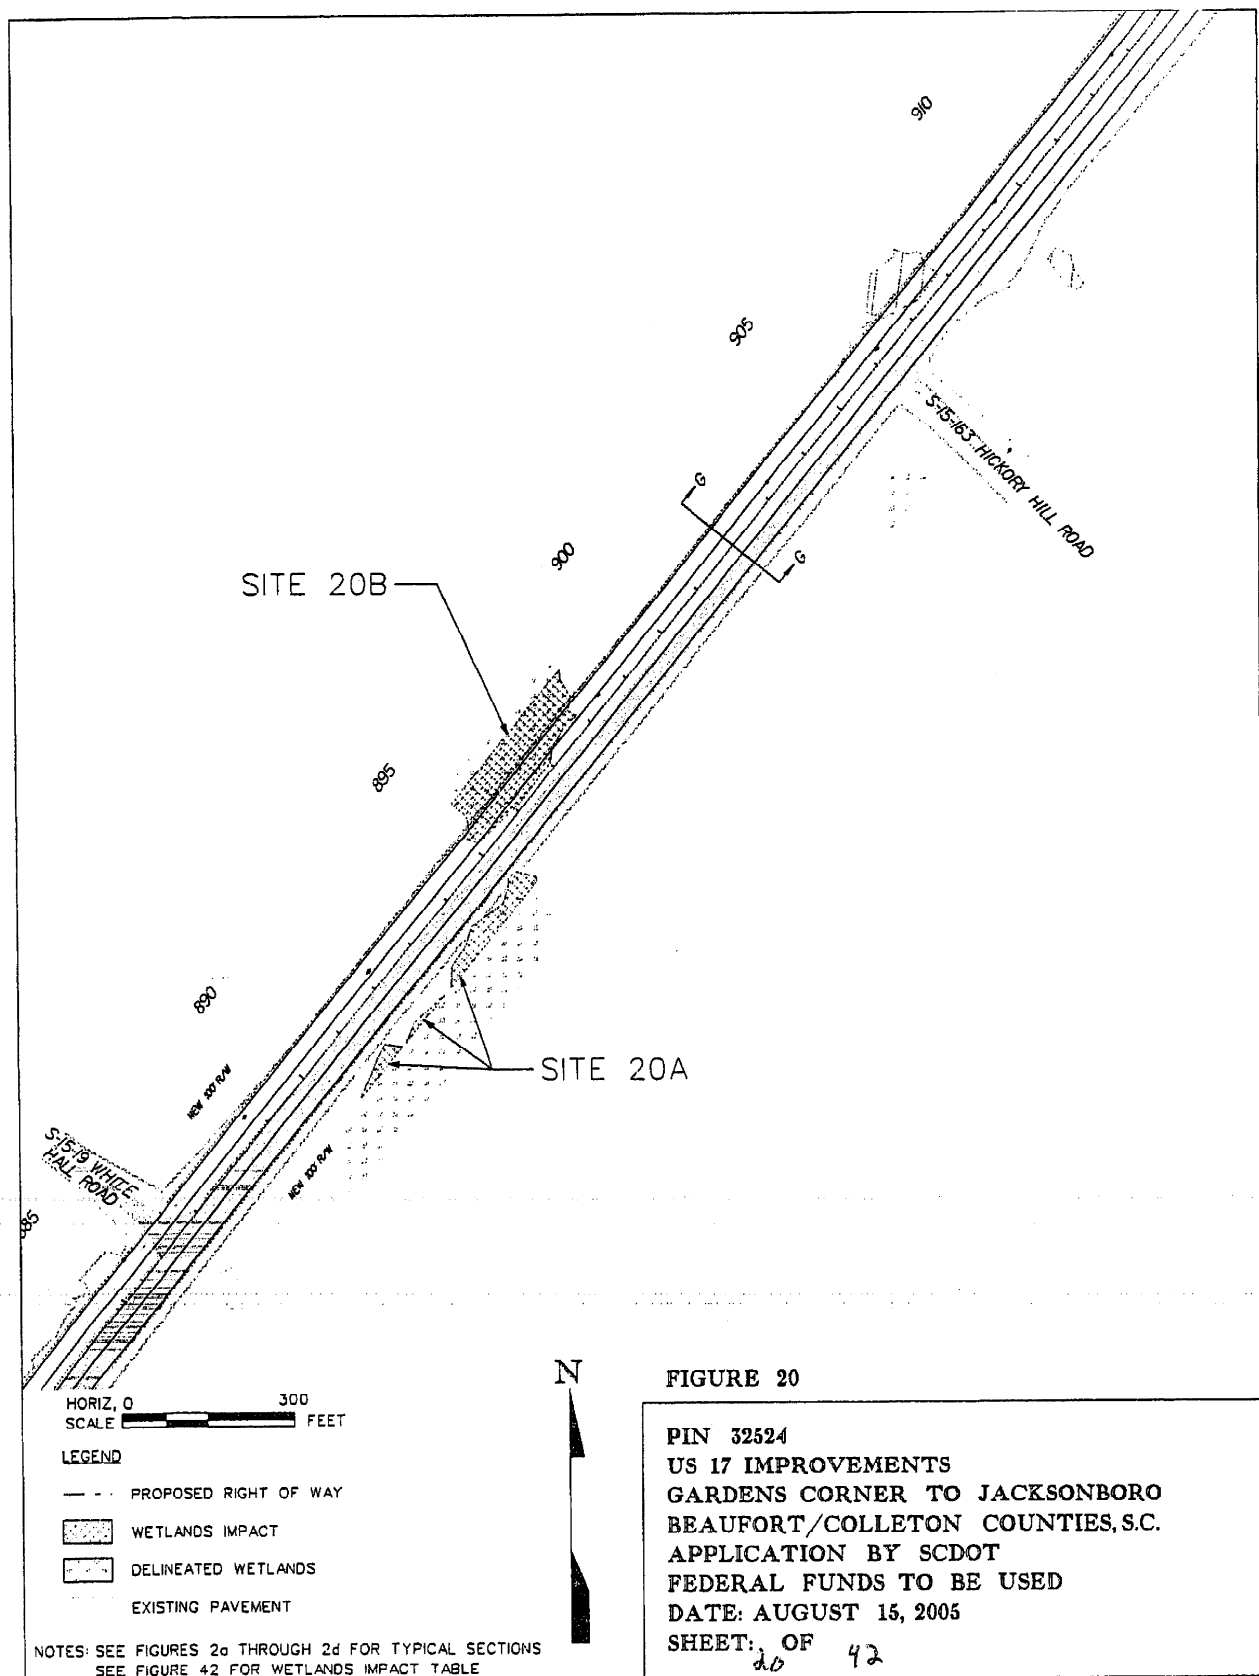 910
905
S-15-163 HICKORY HILL ROAD
G
G
900
SITE 20B
895
890
NEW 100' R/W
SITE 20A
S-15-19 WHITE
HALL ROAD
NEW 100' R/W
885
N
HORIZ. 0 300
SCALE FEET
LEGEND
PROPOSED RIGHT OF WAY
WETLANDS IMPACT
DELINEATED WETLANDS
EXISTING PAVEMENT
NOTES: SEE FIGURES 2a THROUGH 2d FOR TYPICAL SECTIONS
SEE FIGURE 42 FOR WETLANDS IMPACT TABLE
FIGURE 20
PIN 32524
US 17 IMPROVEMENTS
GARDENS CORNER TO JACKSONBORO
BEAUFORT/COLLETON COUNTIES, S.C.
APPLICATION BY SCDOT
FEDERAL FUNDS TO BE USED
DATE: AUGUST 15, 2005
SHEET: 20 OF 42